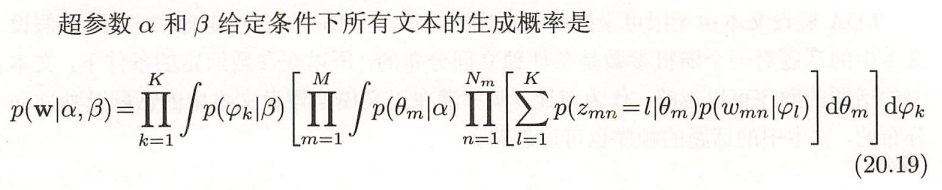 超参数 α 和 β 给定条件下所有文本的生成概率是
p(w|α, β) = ∏_{k=1}^{K} ∫ p(φ_k|β) [ ∏_{m=1}^{M} ∫ p(θ_m|α) ∏_{n=1}^{N_m} [ ∑_{l=1}^{K} p(z_{mn} = l|θ_m) p(w_{mn}|φ_l) ] dθ_m ] dφ_k
(20.19)